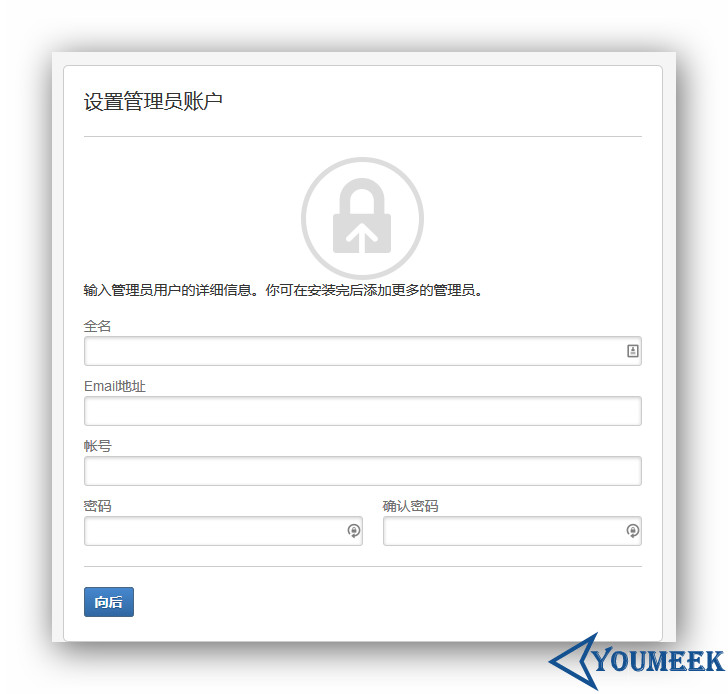 设置管理员账户
输入管理员用户的详细信息。你可在安装完后添加更多的管理员。
全名
Email地址
帐号
密码 确认密码
向后
YOUMEEK